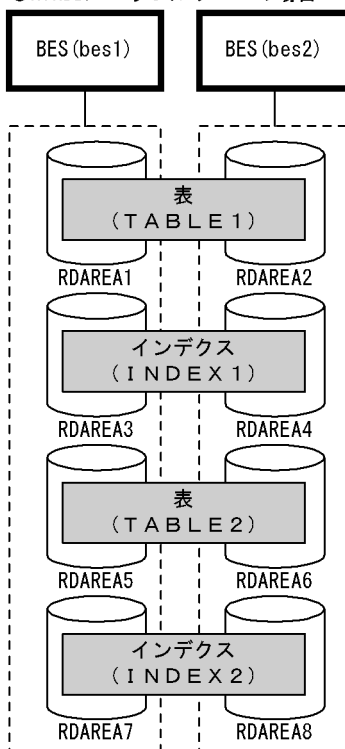 BES(bes1) BES(bes2)
表
(TABLE1)
RDAREA1 RDAREA2
インデクス
(INDEX1)
RDAREA3 RDAREA4
表
(TABLE2)
RDAREA5 RDAREA6
インデクス
(INDEX2)
RDAREA7 RDAREA8